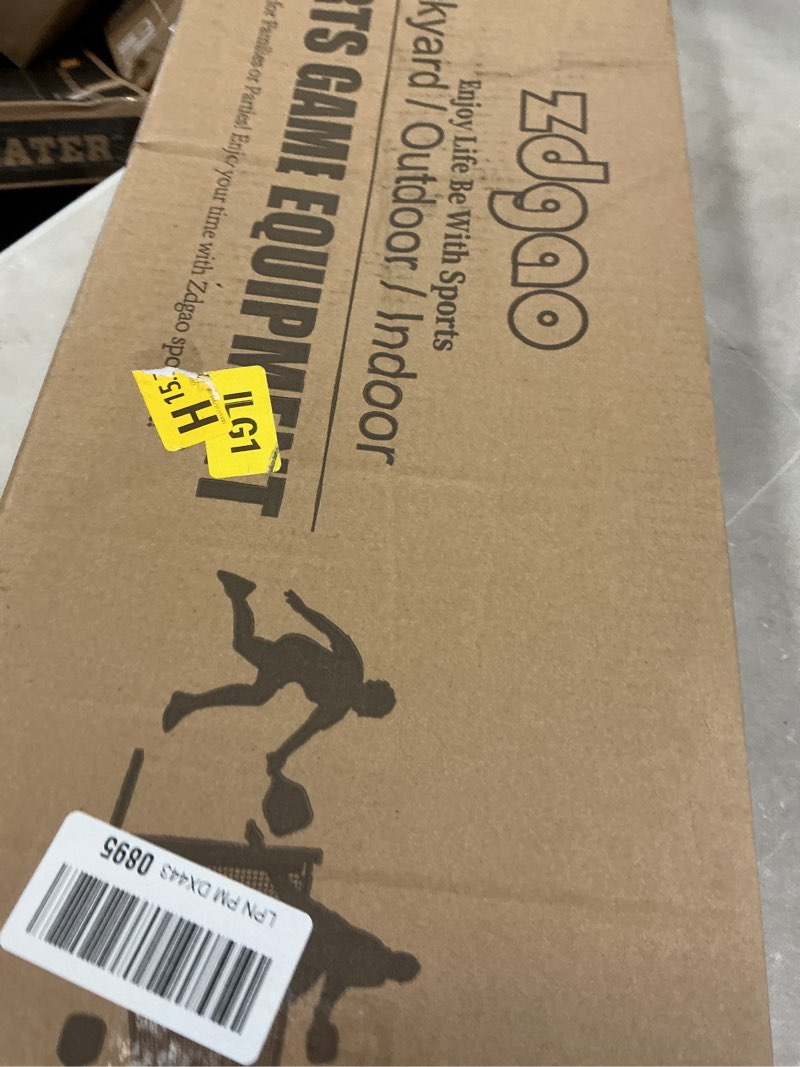 zdgao
Enjoy Life Be With Sports
kyard / Outdoor / Indoor
RTS GAME EQUIPMENT
for Families or Parties! Enjoy your time with Zdgao spo
H 15.
LG71
LPN PM DX443 0895
ATER